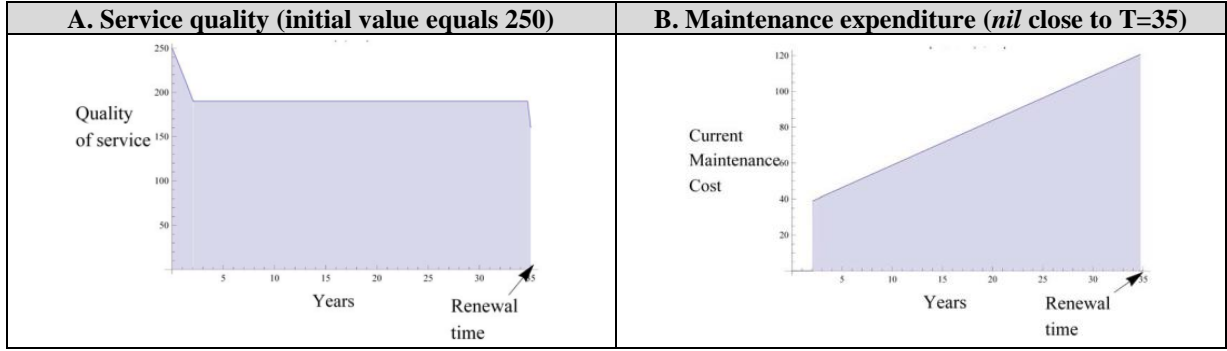 A. Service quality (initial value equals 250)
B. Maintenance expenditure (nil close to T=35)
250
200
Quality
of service
150
100
50
5 10 15 20 25 30 35
Years
Renewal
time
120
100
80
Current
Maintenance
60
Cost
40
20
5 10 15 20 25 30 35
Years
Renewal
time